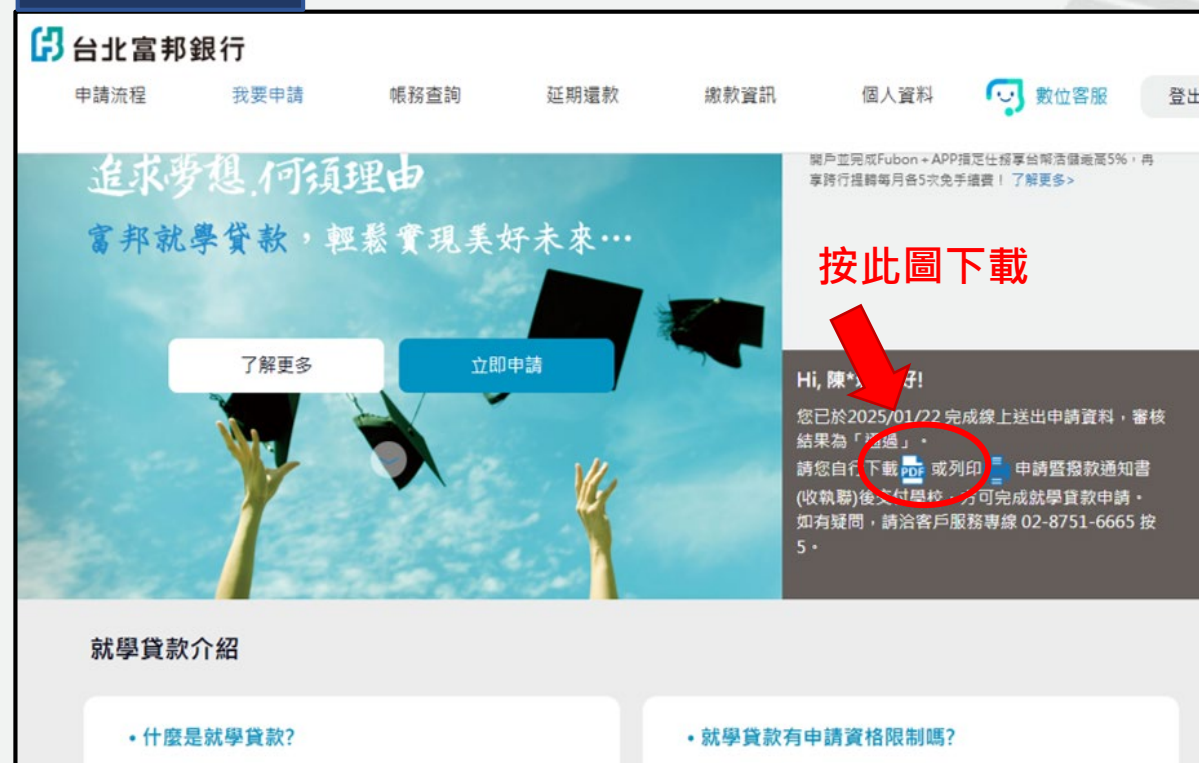 台北富邦銀行
申請流程 我要申請 帳務查詢 延期還款 繳款資訊 個人資料 數位客服 登出
追求夢想,何須理由
富邦就學貸款,輕鬆實現美好未來…
了解更多 立即申請
開戶並完成Fubon+APP指定任務享台幣活儲最高5%,再
享跨行提轉每月各5次免手續費! 了解更多>
按此圖下載
Hi, 陳* 好!
您已於2025/01/22 完成線上送出申請資料,審核
結果為「通過」。
請您自行下載 PDF 或列印 申請暨撥款通知書
(收執聯)後交付學校,方可完成就學貸款申請。
如有疑問,請洽客戶服務專線 02-8751-6665 按
5。
就學貸款介紹
•什麼是就學貸款?
•就學貸款有申請資格限制嗎?